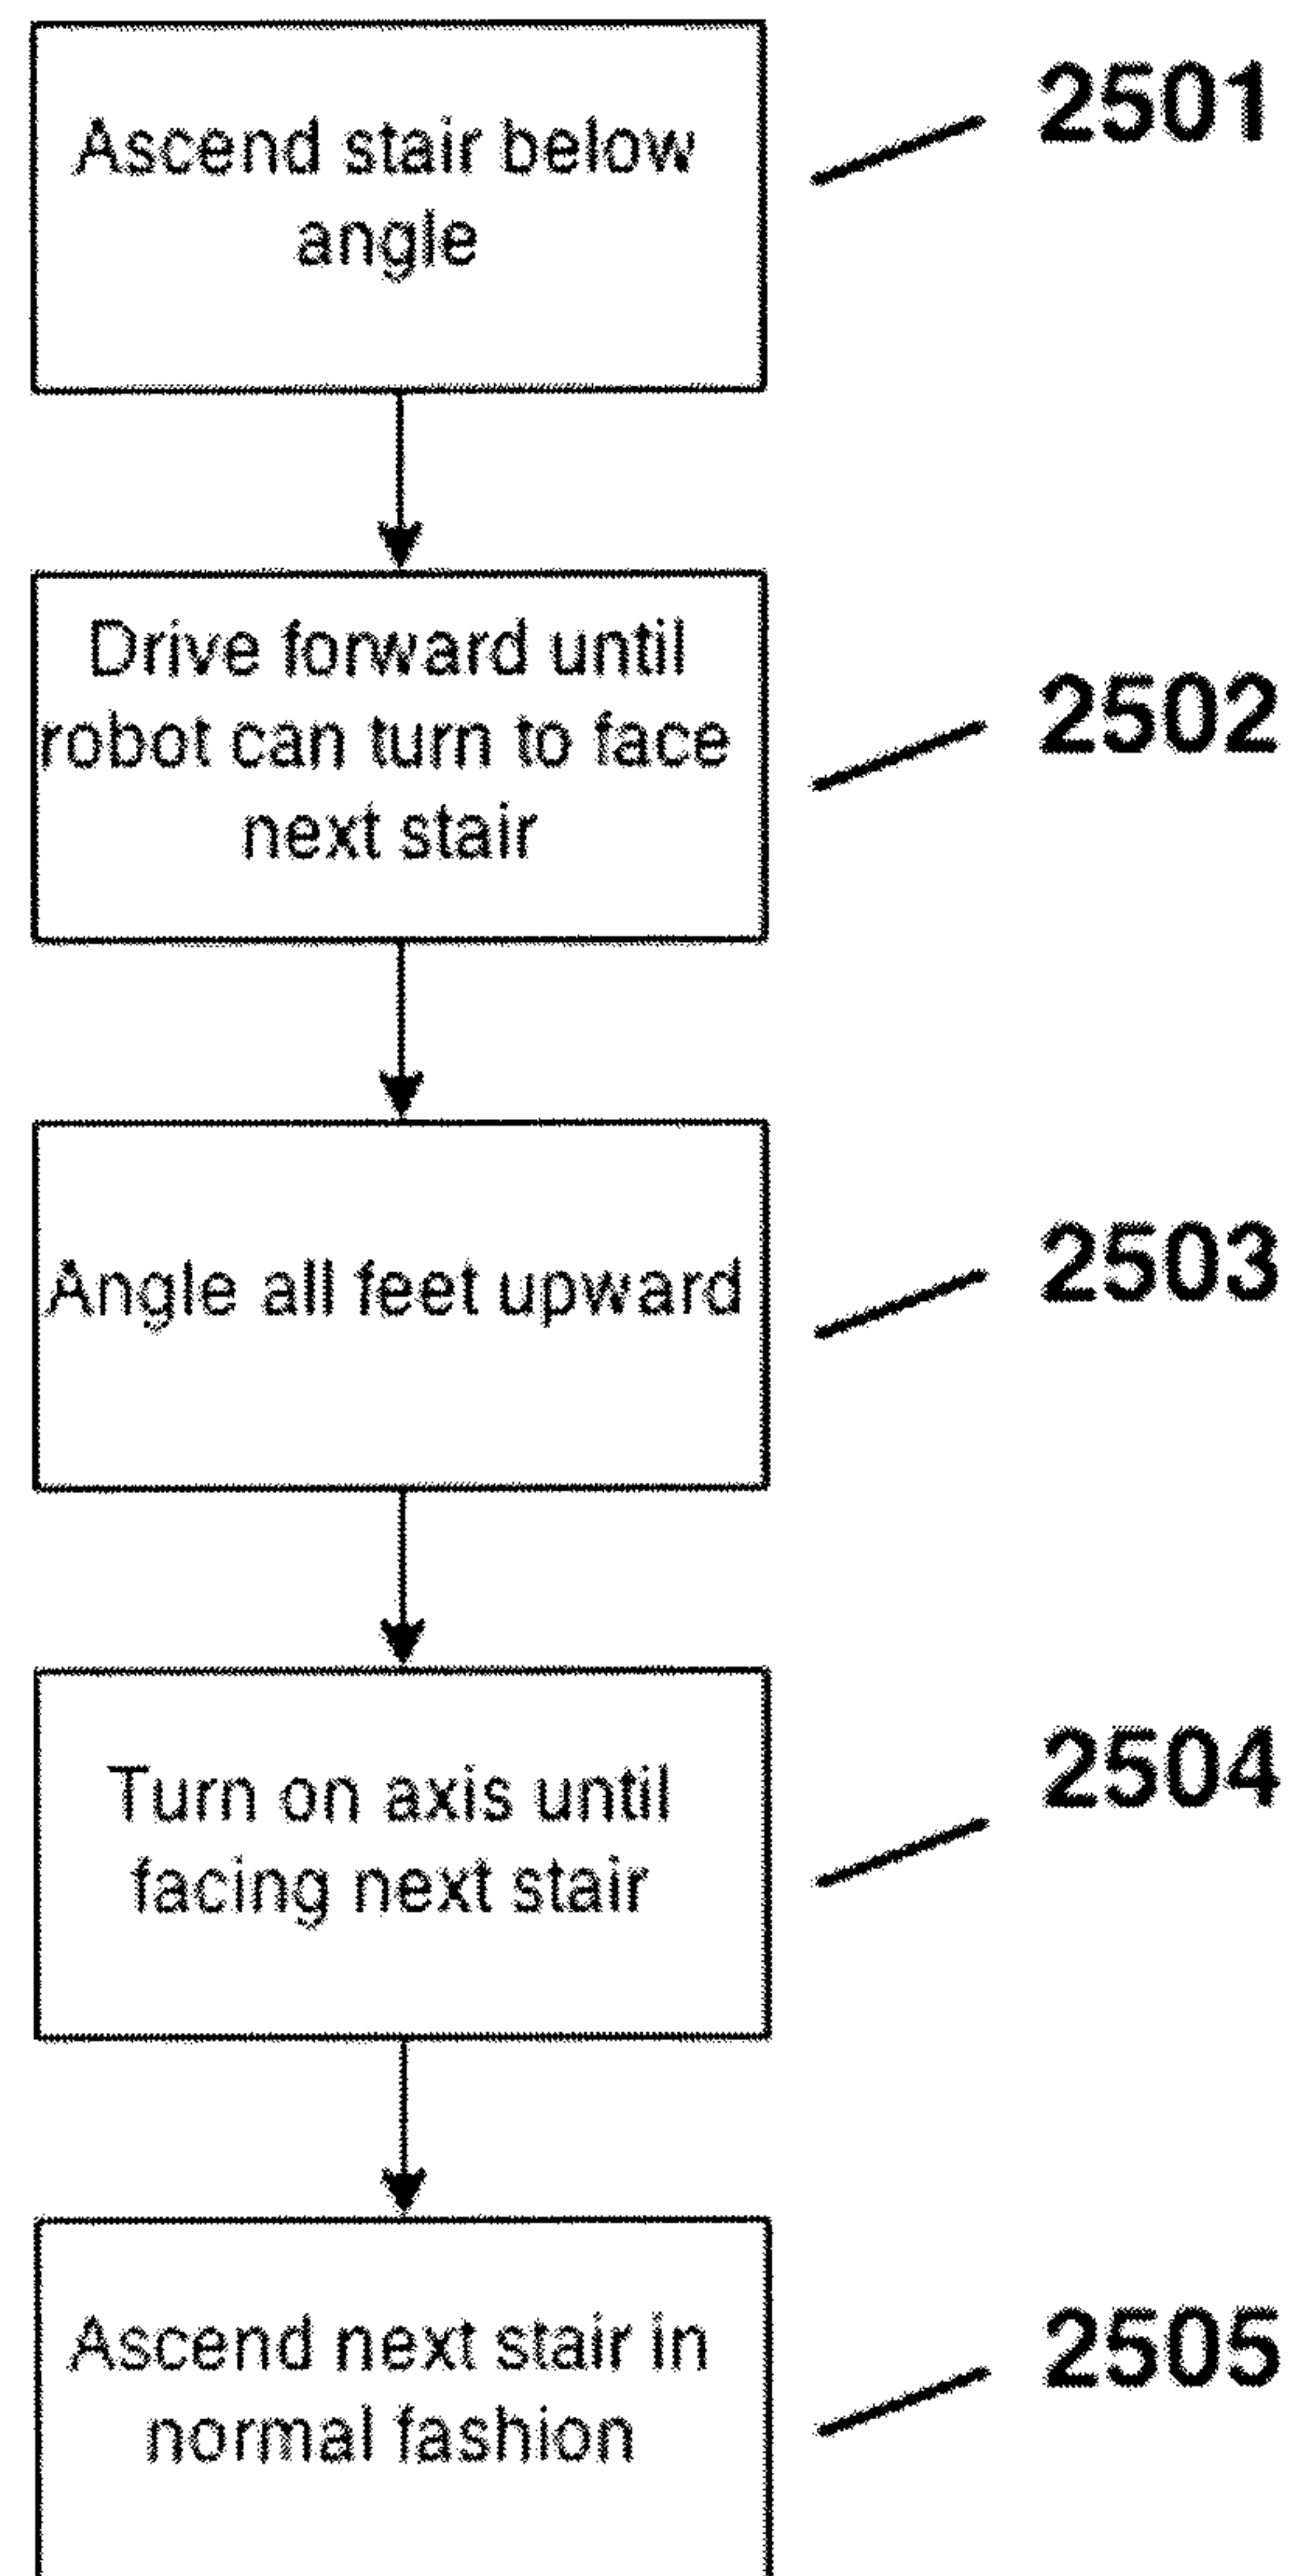 Ascend stair below
angle
2501
Drive forward until
robot can turn to face
next stair
2502
Angle all feet upward
2503
Turn on axis until
facing next stair
2504
Ascend next stair in
normal fashion
2505